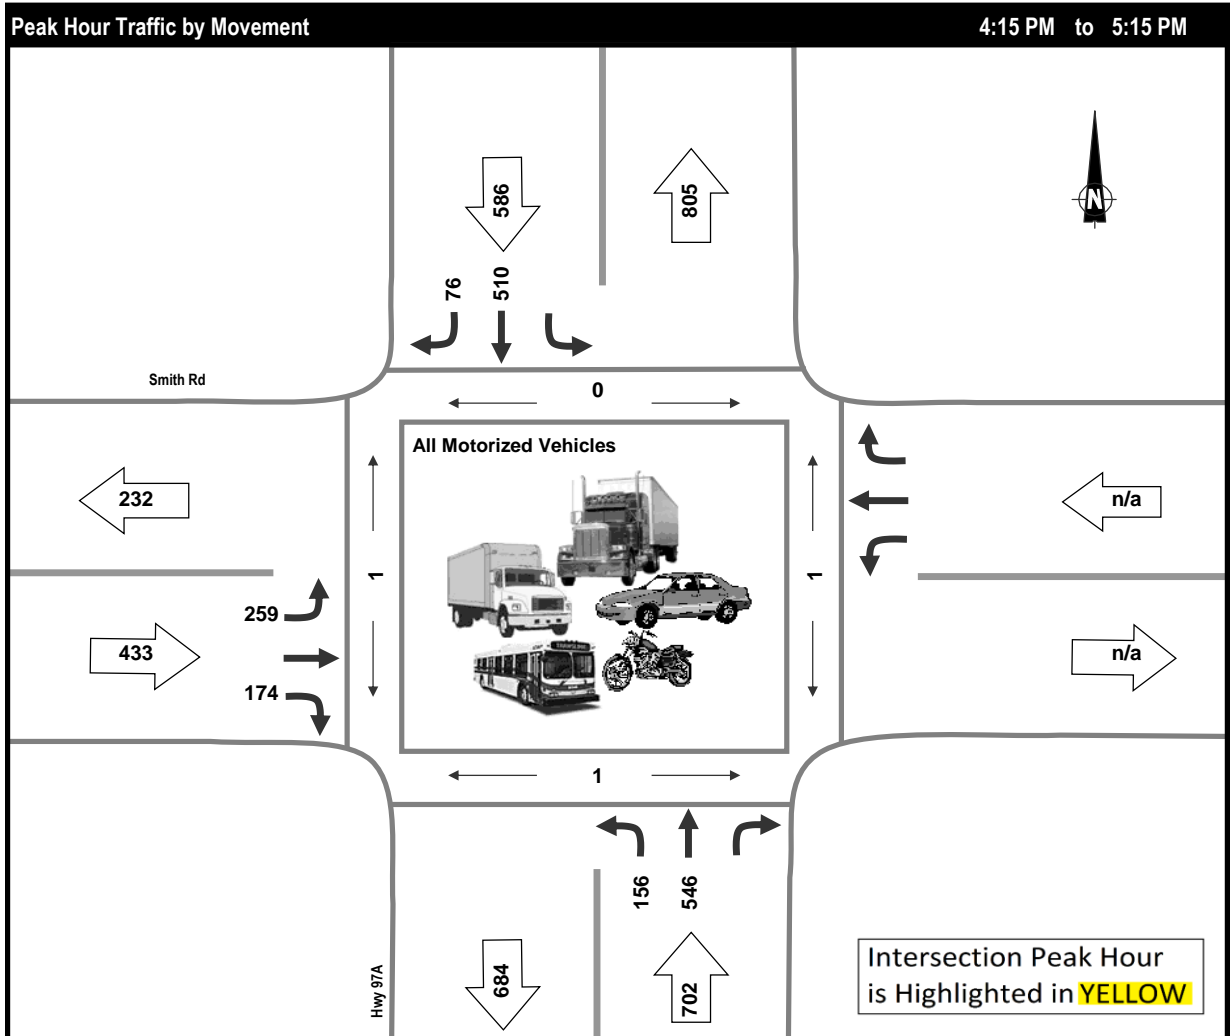 Peak Hour Traffic by Movement 4:15 PM to 5:15 PM
586
805
N
76
510
Smith Rd
0
All Motorized Vehicles
232
n/a
1
1
259
433
n/a
174
1
156
546
Hwy 97A
684
702
Intersection Peak Hour
is Highlighted in YELLOW